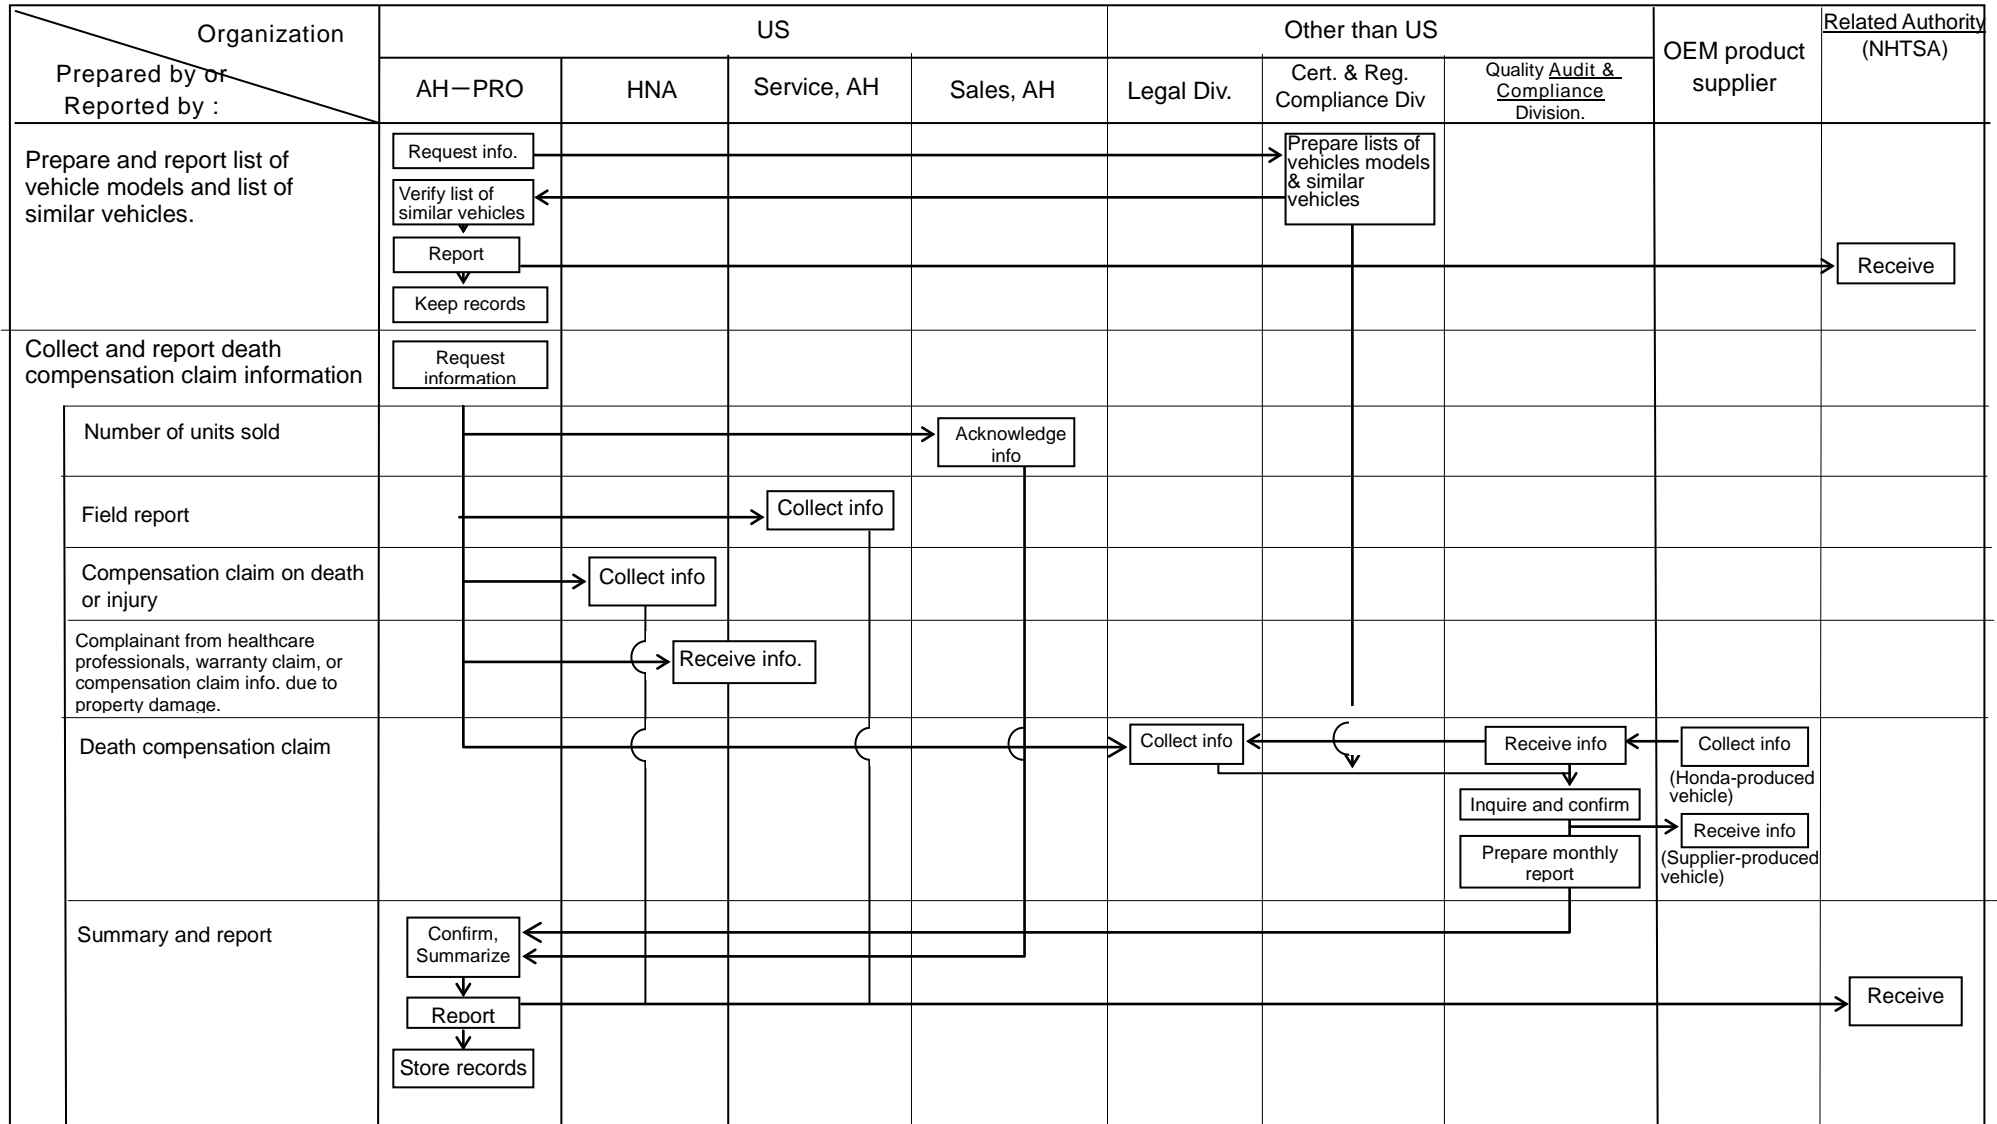 Organization
Prepared by or
Reported by :
US
Other than US
OEM product
supplier
Related Authority
(NHTSA)
AH－PRO
HNA
Service, AH
Sales, AH
Legal Div.
Cert. & Reg.
Compliance Div
Quality Audit &
Compliance
Division.
Prepare and report list of
vehicle models and list of
similar vehicles.
Request info.
Prepare lists of
vehicles models
& similar
vehicles
Verify list of
similar vehicles
Report
Receive
Keep records
Collect and report death
compensation claim information
Request
information
Number of units sold
Acknowledge
info
Field report
Collect info
Compensation claim on death
or injury
Collect info
Complainant from healthcare
professionals, warranty claim, or
compensation claim info. due to
property damage.
Receive info.
Death compensation claim
Collect info
Receive info
Collect info
(Honda-produced
vehicle)
Inquire and confirm
Receive info
(Supplier-produced
vehicle)
Prepare monthly
report
Summary and report
Confirm,
Summarize
Report
Receive
Store records